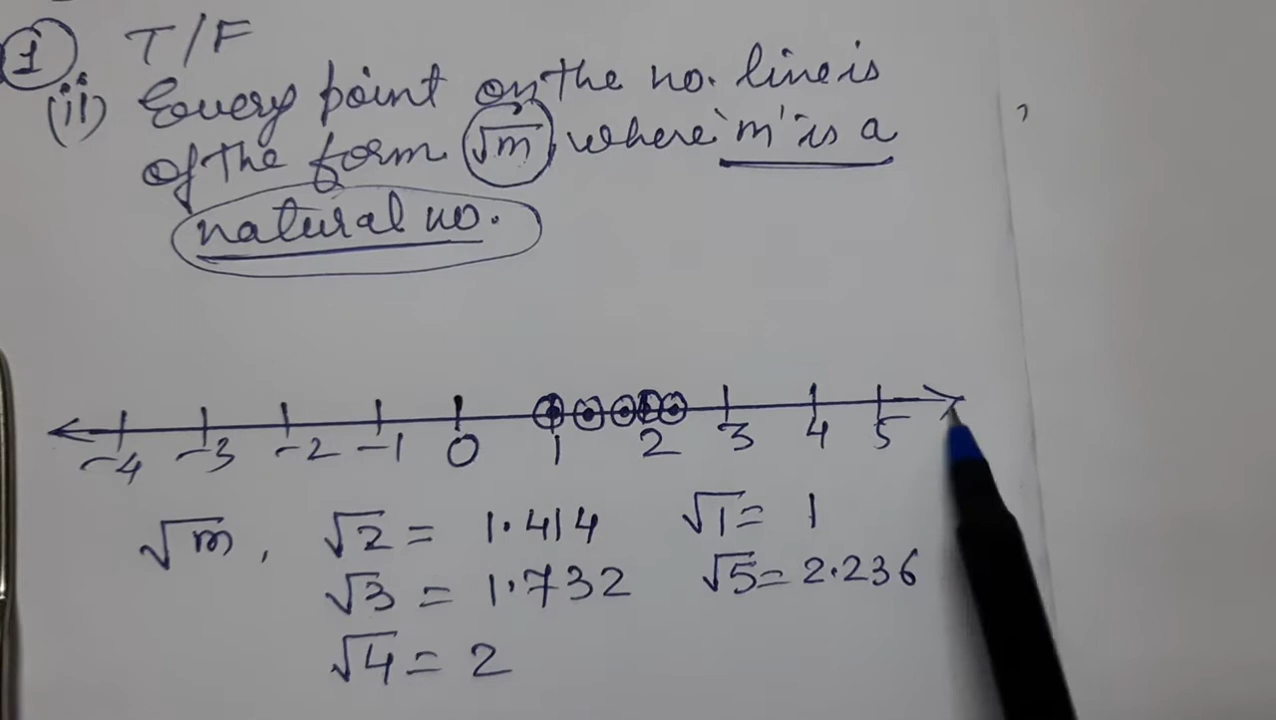 1 T/F
(ii) Every point on the no. line is
of the form √m, where 'm' is a
natural no.
-4 -3 -2 -1 0 1 2 3 4 5
√m, √2 = 1.414 √1 = 1
√3 = 1.732 √5 = 2.236
√4 = 2